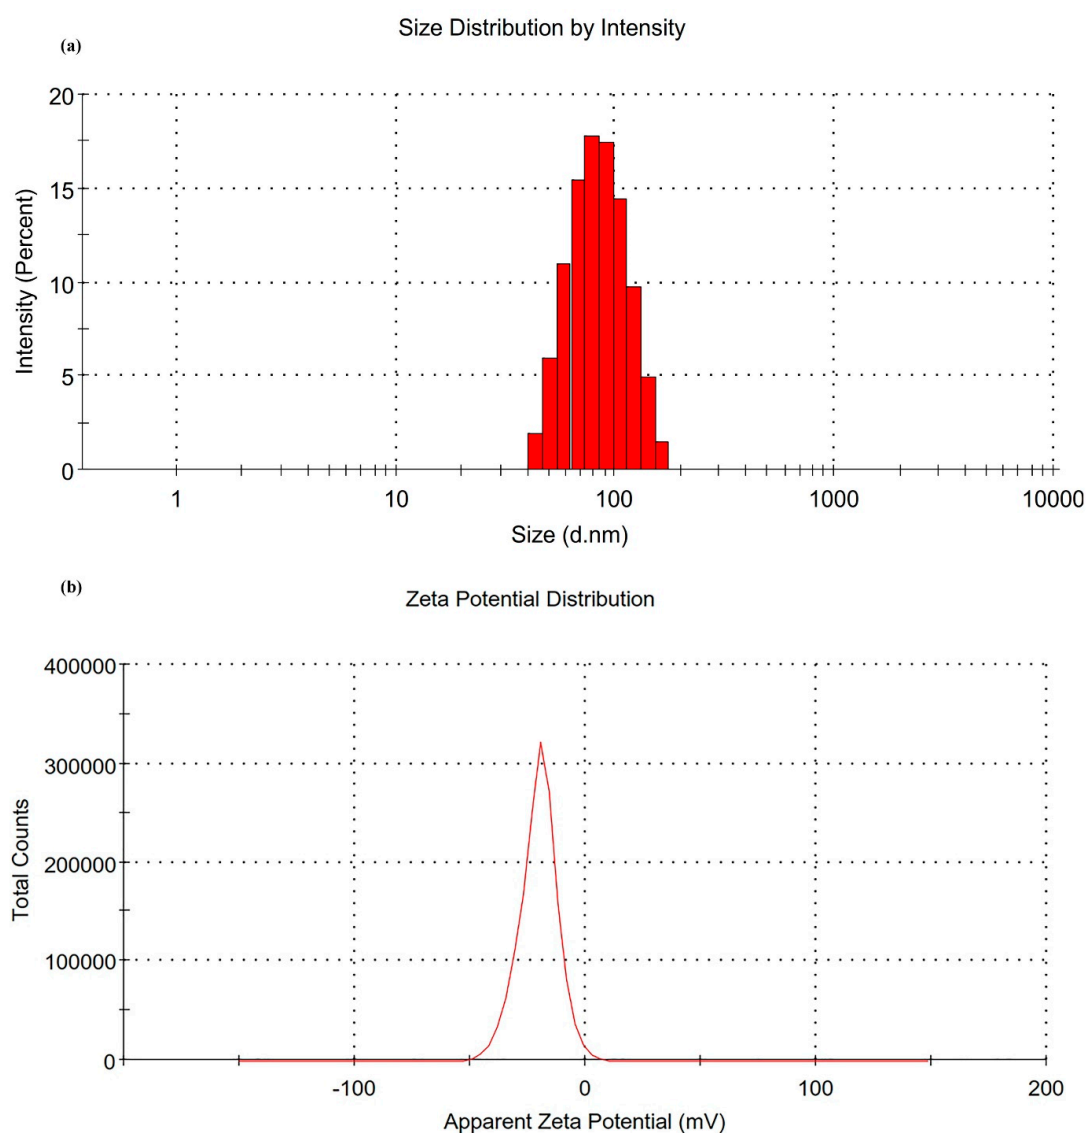 Size Distribution by Intensity
(a)
20
15
10
5
0
Intensity (Percent)
1 10 100 1000 10000
Size (d.nm)
(b)
Zeta Potential Distribution
400000
300000
200000
100000
0
Total Counts
-100 0 100 200
Apparent Zeta Potential (mV)